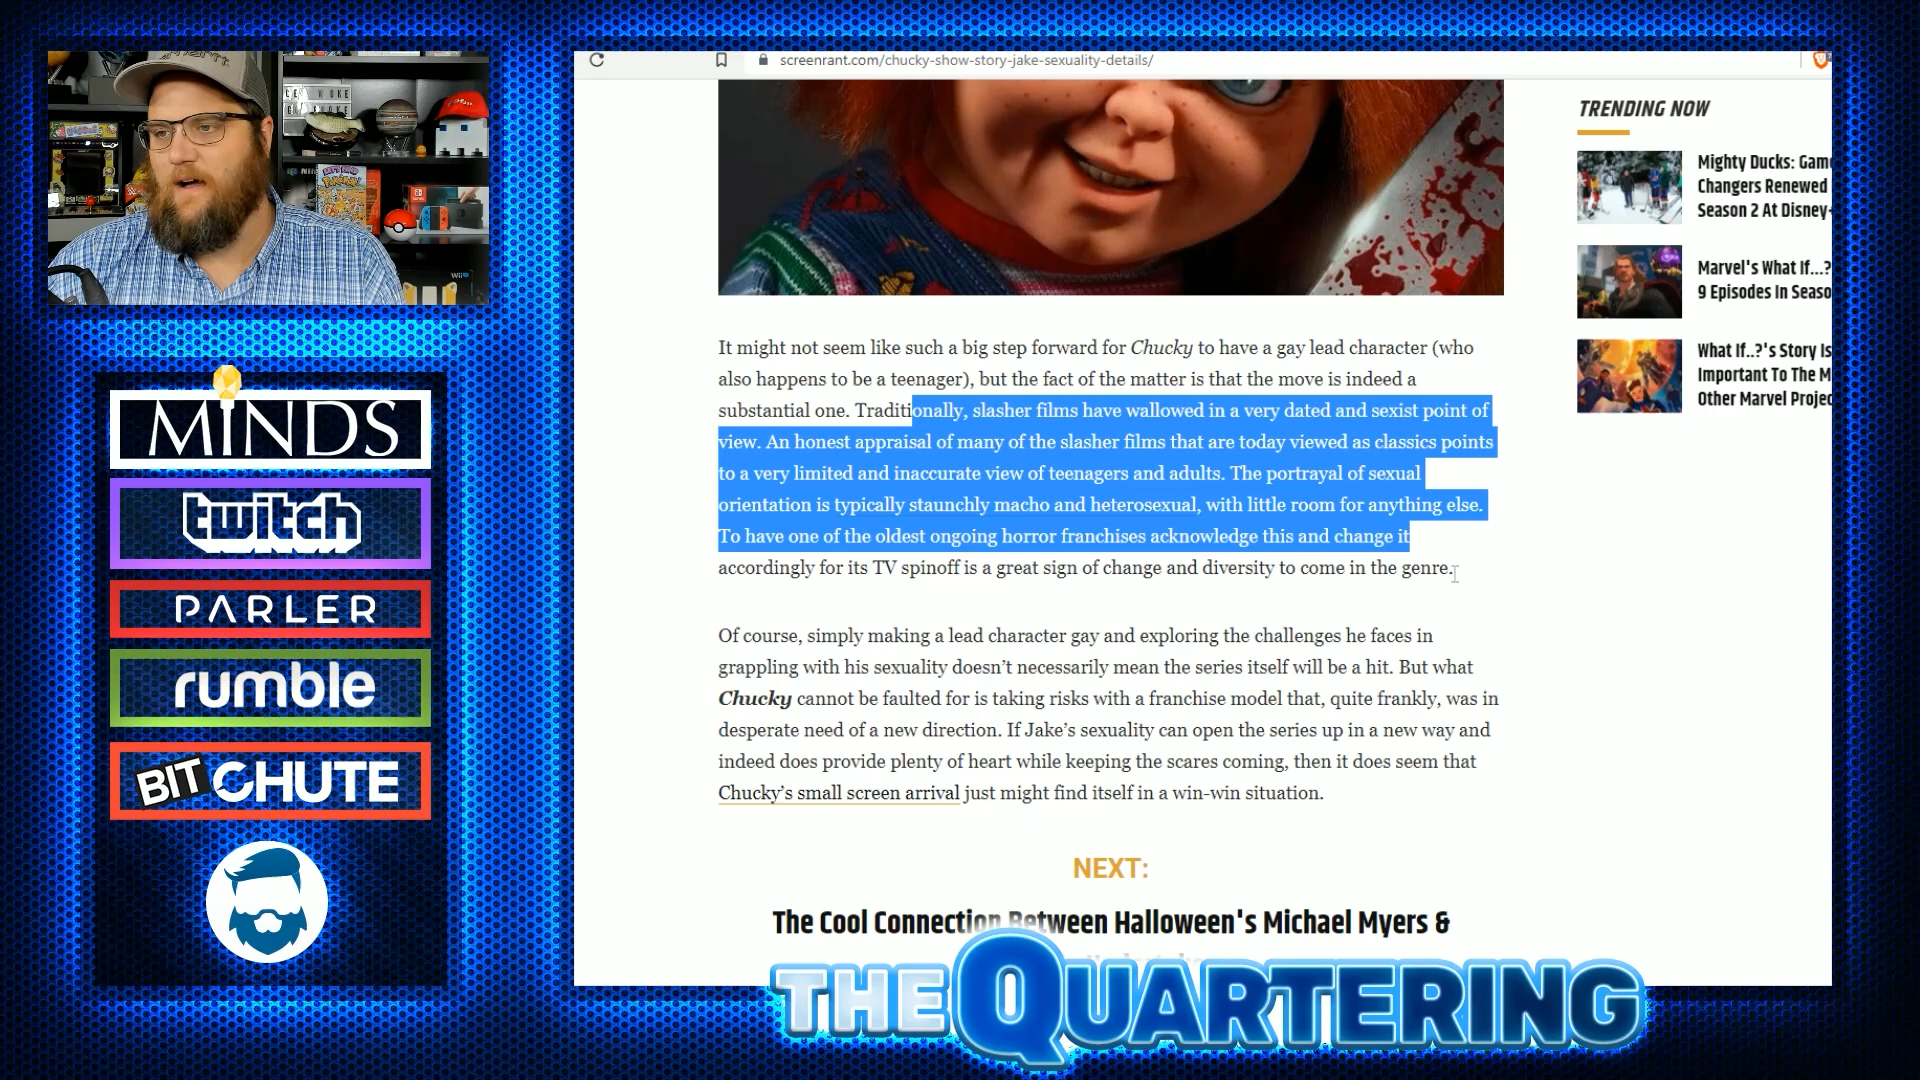 screenrant.com/chucky-show-story-jake-sexuality-details/
TRENDING NOW
Mighty Ducks: Gam
Changers Renewed
Season 2 At Disney+
Marvel's What If...?
9 Episodes In Seaso
What If..?'s Story Is
Important To The M
Other Marvel Projec
It might not seem like such a big step forward for Chucky to have a gay lead character (who
also happens to be a teenager), but the fact of the matter is that the move is indeed a
substantial one. Traditionally, slasher films have wallowed in a very dated and sexist point of
view. An honest appraisal of many of the slasher films that are today viewed as classics points
to a very limited and inaccurate view of teenagers and adults. The portrayal of sexual
orientation is typically staunchly macho and heterosexual, with little room for anything else.
To have one of the oldest ongoing horror franchises acknowledge this and change it
accordingly for its TV spinoff is a great sign of change and diversity to come in the genre.
Of course, simply making a lead character gay and exploring the challenges he faces in
grappling with his sexuality doesn't necessarily mean the series itself will be a hit. But what
Chucky cannot be faulted for is taking risks with a franchise model that, quite frankly, was in
desperate need of a new direction. If Jake's sexuality can open the series up in a new way and
indeed does provide plenty of heart while keeping the scares coming, then it does seem that
Chucky's small screen arrival just might find itself in a win-win situation.
NEXT:
The Cool Connection Between Halloween's Michael Myers &
MINDS
twitch
PARLER
rumble
BITCHUTE
THE QUARTERING
WiiU